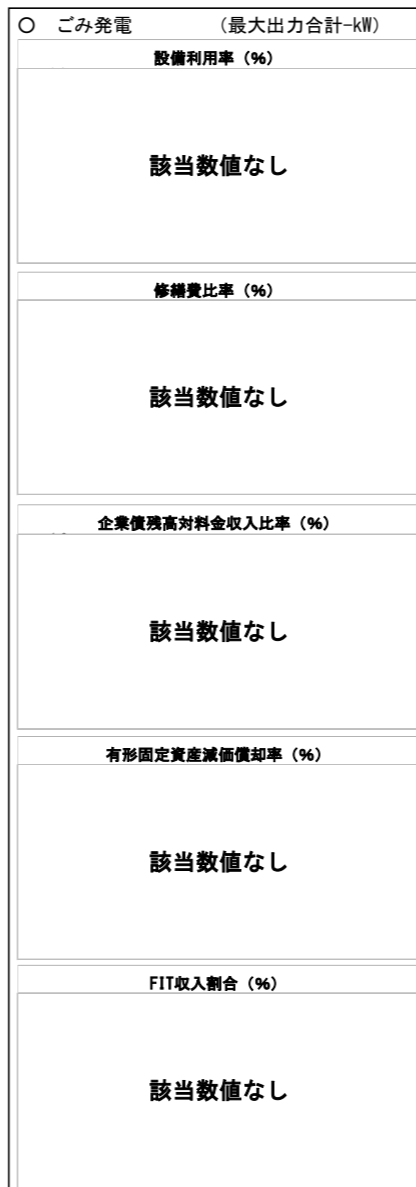 ○ ごみ発電 （最大出力合計-kW）
設備利用率（%）
該当数値なし
修繕費比率（%）
該当数値なし
企業債残高対料金収入比率（%）
該当数値なし
有形固定資産減価償却率（%）
該当数値なし
FIT収入割合（%）
該当数値なし